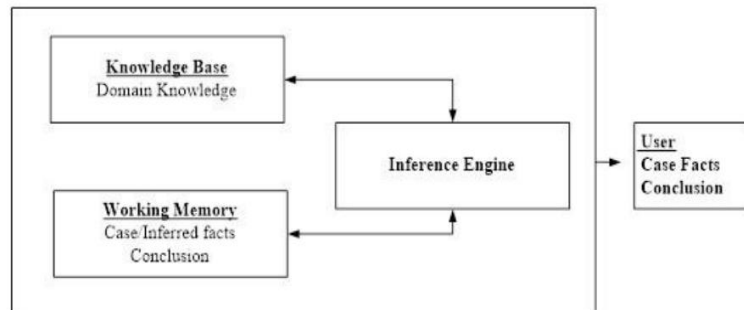 Knowledge Base
Domain Knowledge
Inference Engine
Working Memory
Case/Inferred facts
Conclusion
User
Case Facts
Conclusion